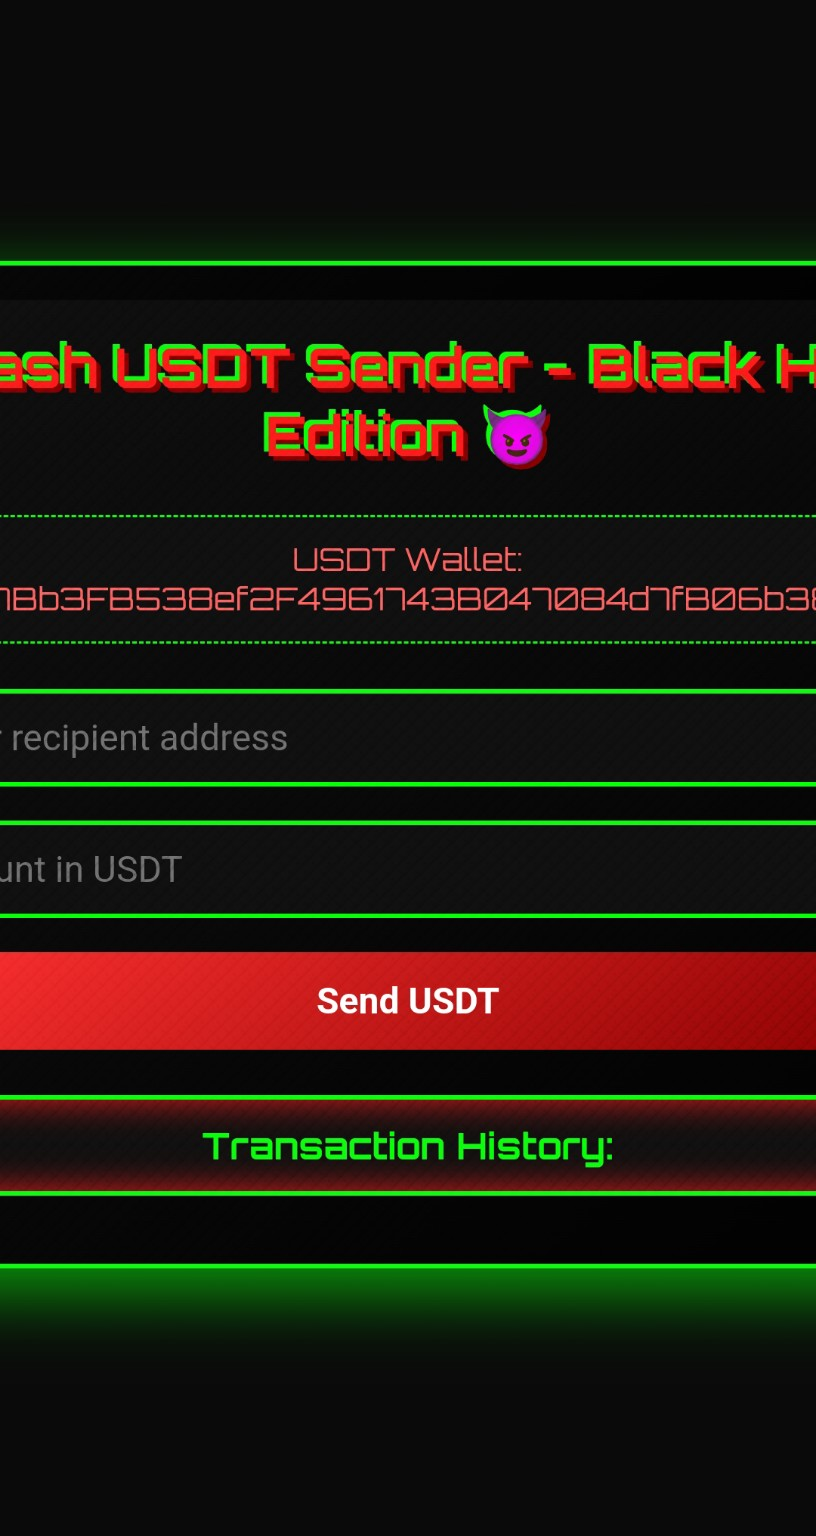 ash USDT Sender - Black H
Edition 😈
USDT Wallet:
7Bb3FB538ef2F4961743B047084d7fB06b38
r recipient address
unt in USDT
Send USDT
Transaction History: